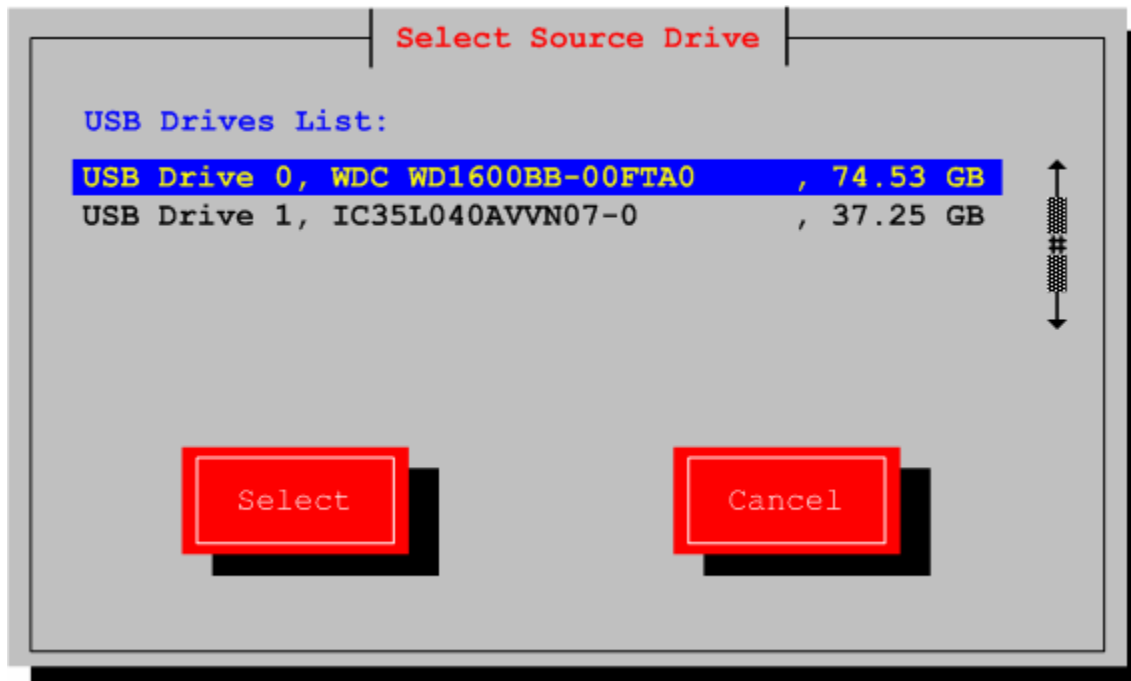 Select Source Drive
USB Drives List:
USB Drive 0, WDC WD1600BB-00FTA0     , 74.53 GB
USB Drive 1, IC35L040AVVN07-0        , 37.25 GB
#
Select
Cancel